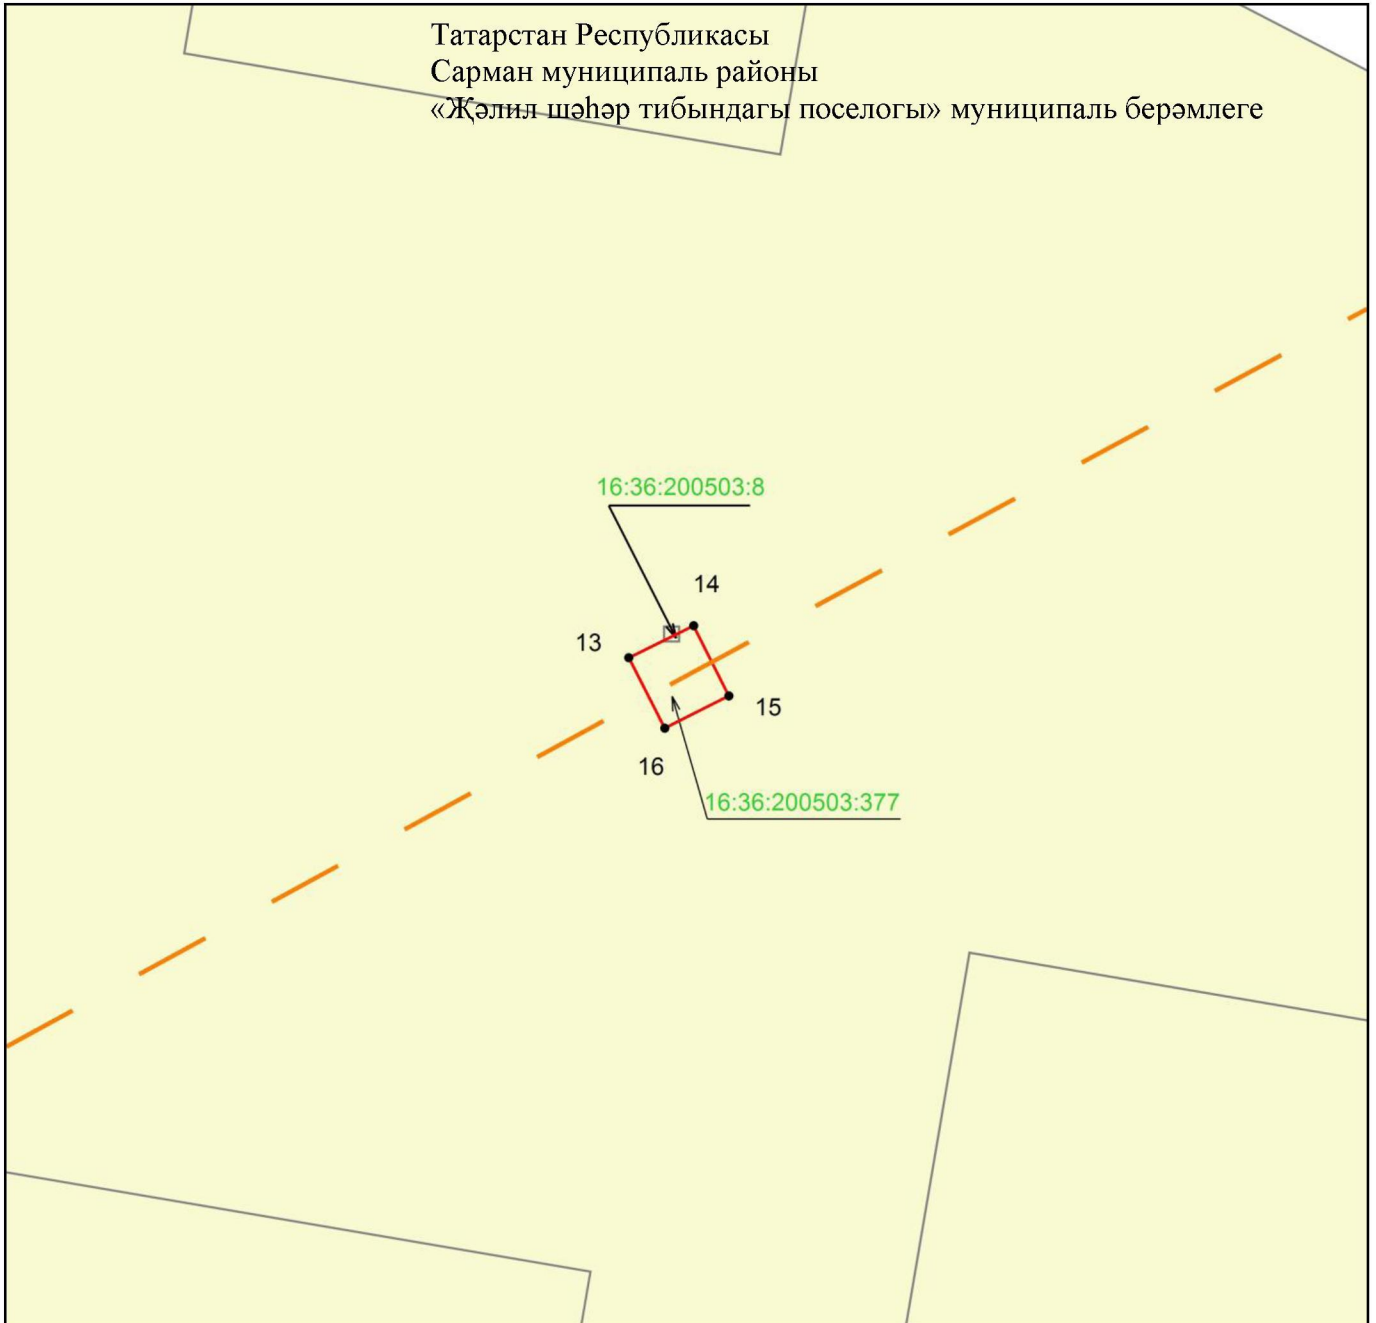 Татарстан Республикасы
Сарман муниципаль районы
«Җәлил шәһәр тибындагы поселогы» муниципаль берәмлеге
16:36:200503:8
14
13
15
16
16:36:200503:377